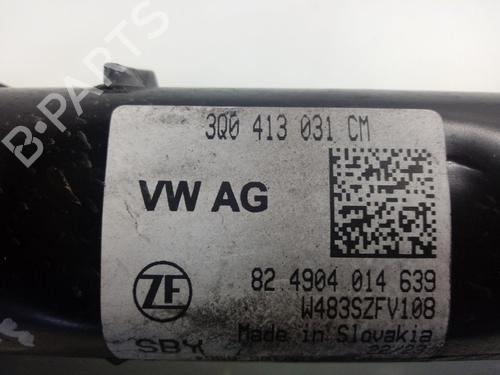 3Q0 413 031 CM
VW AG
ZF
82 4904 014 639
W483SZFV108
Made in Slovakia
SBY
B-PARTS